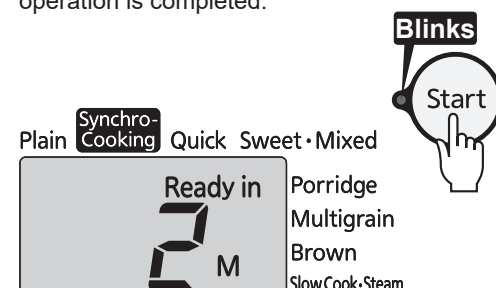 operation is completed.
Blinks
Start
Synchro-
Plain Cooking Quick Sweet・Mixed
Ready in
Porridge
Multigrain
2 M
Brown
Slow Cook・Steam